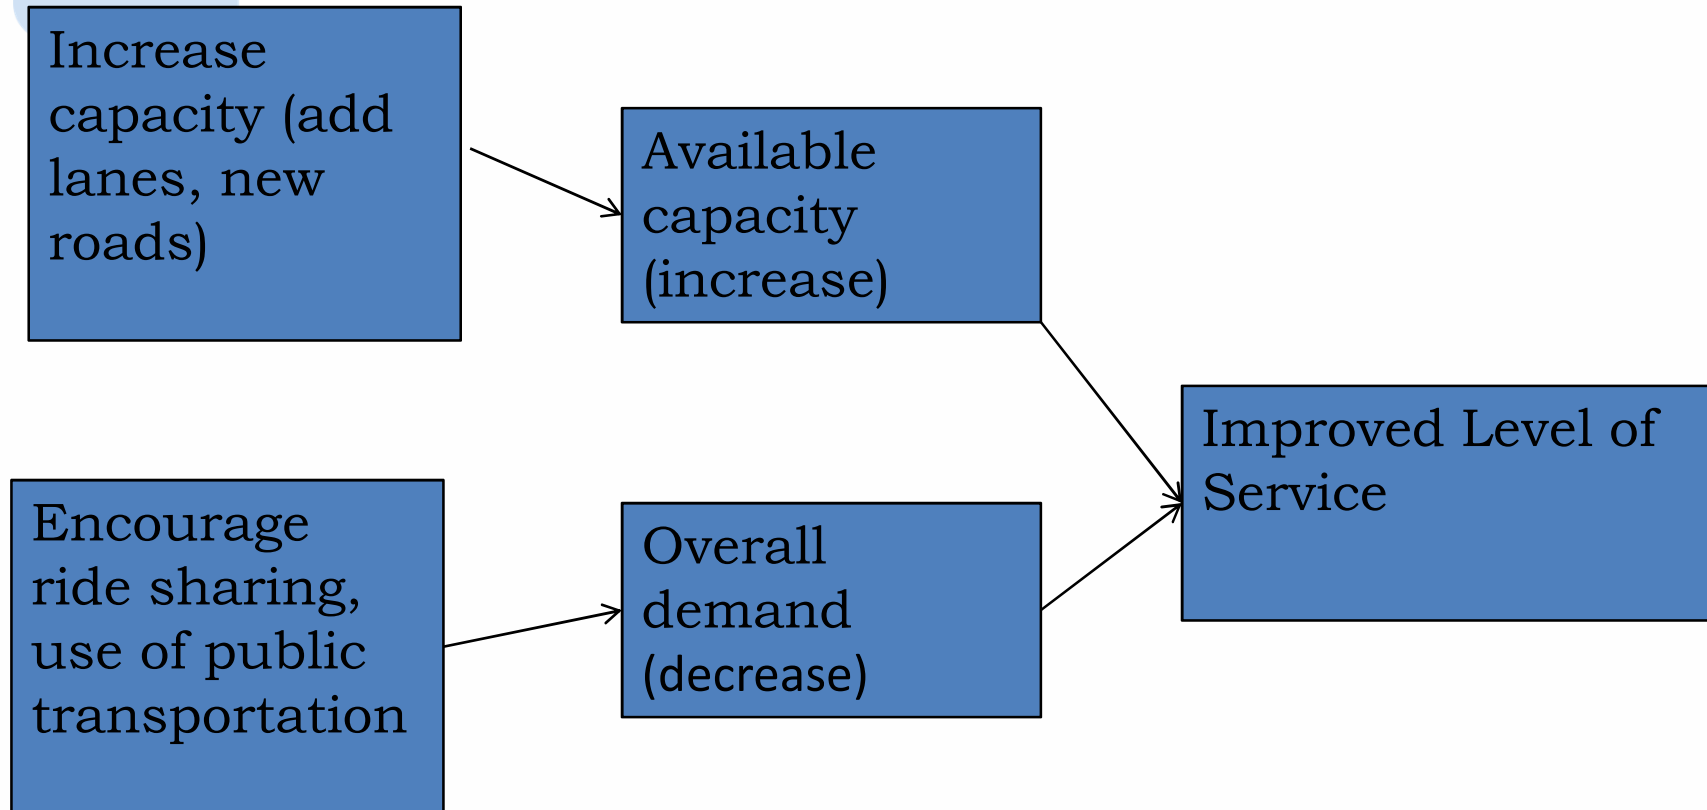 Increase
capacity (add
lanes, new
roads)
Available
capacity
(increase)
Improved Level of
Service
Encourage
ride sharing,
use of public
transportation
Overall
demand
(decrease)